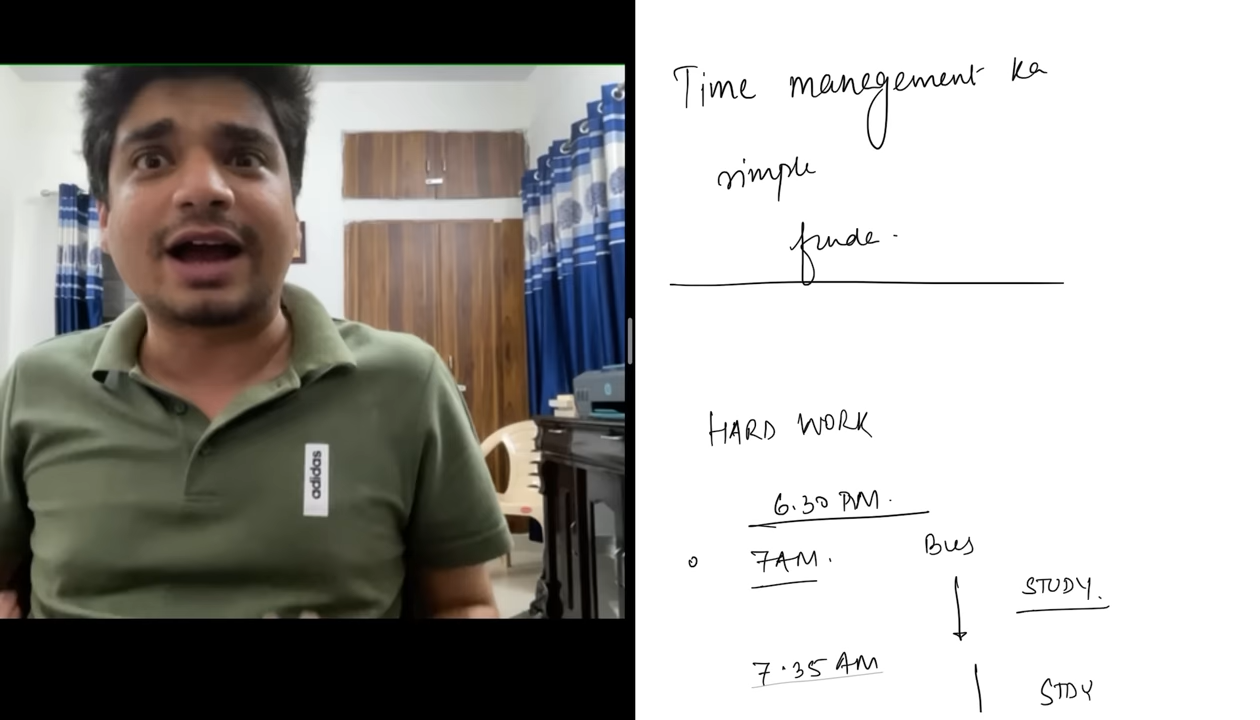 Time manegement ka
simple
funda.
HARD WORK
6.30 PM.
7AM.
Bus
STUDY.
7.35 AM
STDY
adidas